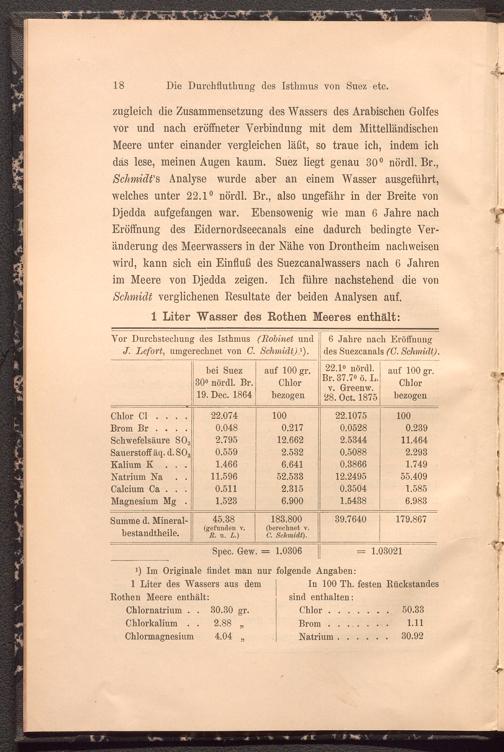 18 Die Durchfluthung des Isthmus von Suez etc.
zugleich die Zusammensetzung des Wassers des Arabischen Golfes
vor und nach eröffneter Verbindung mit dem Mittelländischen
Meere unter einander vergleichen läßt, so traue ich, indem ich
das lese, meinen Augen kaum. Suez liegt genau 30° nördl. Br.,
Schmidt's Analyse wurde aber an einem Wasser ausgeführt,
welches unter 22.1° nördl. Br., also ungefähr in der Breite von
Djedda aufgefangen war. Ebensowenig wie man 6 Jahre nach
Eröffnung des Eidernordseecanals eine dadurch bedingte Ver-
änderung des Meerwassers in der Nähe von Drontheim nachweisen
wird, kann sich ein Einfluß des Suezcanalwassers nach 6 Jahren
im Meere von Djedda zeigen. Ich führe nachstehend die von
Schmidt verglichenen Resultate der beiden Analysen auf.
1 Liter Wasser des Rothen Meeres enthält:
Vor Durchstechung des Isthmus (Robinet und 6 Jahre nach Eröffnung
J. Lefort, umgerechnet von C. Schmidt)¹). des Suezcanals (C. Schmidt).
bei Suez auf 100 gr. 22.1° nördl. auf 100 gr.
30° nördl. Br. Chlor Br. 37.7° ö. L. Chlor
19. Dec. 1864 bezogen v. Greenw. bezogen
28. Oct. 1875
Chlor Cl . . . . 22.074 100 22.1075 100
Brom Br . . . . 0.048 0.217 0.0528 0.239
Schwefelsäure SO₃ 2.795 12.662 2.5344 11.464
Sauerstoff äq. d. SO₃ 0.559 2.532 0.5088 2.293
Kalium K . . . 1.466 6.641 0.3866 1.749
Natrium Na . . 11.596 52.533 12.2495 55.409
Calcium Ca . . . 0.511 2.315 0.3504 1.585
Magnesium Mg . 1.523 6.900 1.5438 6.983
Summe d. Mineral- 45.38 183.800 39.7640 179.867
bestandtheile. (gefunden v. (berechnet v.
R. u. L.) C. Schmidt).
Spec. Gew. = 1.0306 = 1.03021
¹) Im Originale findet man nur folgende Angaben:
1 Liter des Wassers aus dem
Rothen Meere enthält:
Chlornatrium . . 30.30 gr.
Chlorkalium . . 2.88 „
Chlormagnesium 4.04 „
In 100 Th. festen Rückstandes
sind enthalten:
Chlor . . . . . . . 50.33
Brom . . . . . . . 1.11
Natrium . . . . . . 30.92